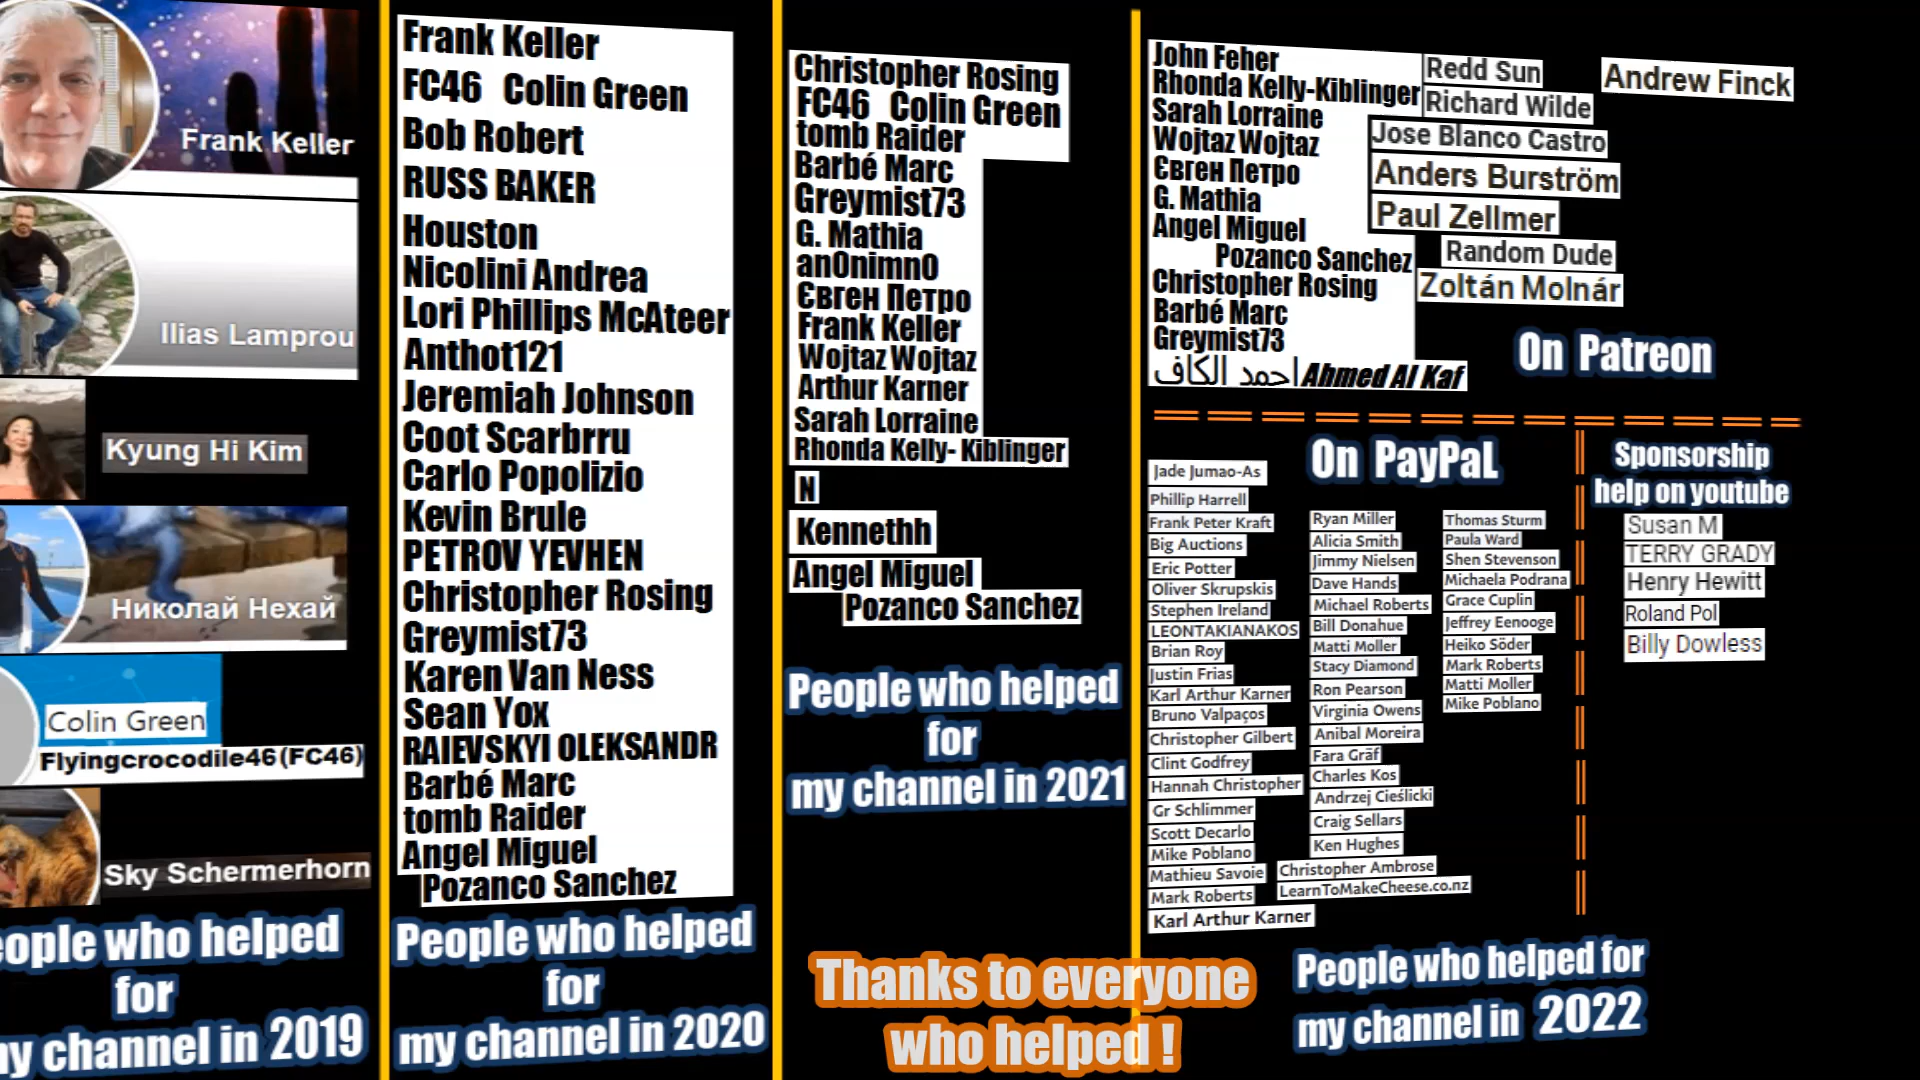 Frank Keller
Ilias Lamprou
Kyung Hi Kim
Николай Нехай
Colin Green
Flyingcrocodile46(FC46)
Sky Schermerhorn
eople who helped
for
my channel in 2019
Frank Keller
FC46 Colin Green
Bob Robert
RUSS BAKER
Houston
Nicolini Andrea
Lori Phillips McAteer
Anthot121
Jeremiah Johnson
Coot Scarbrru
Carlo Popolizio
Kevin Brule
PETROV YEVHEN
Christopher Rosing
Greymist73
Karen Van Ness
Sean Yox
RAIEVSKYI OLEKSANDR
Barbé Marc
tomb Raider
Angel Miguel
Pozanco Sanchez
People who helped
for
my channel in 2020
Christopher Rosing
FC46 Colin Green
tomb Raider
Barbé Marc
Greymist73
G. Mathia
an0nimn0
Євген Петро
Frank Keller
Wojtaz Wojtaz
Arthur Karner
Sarah Lorraine
Rhonda Kelly- Kiblinger
N
Kennethh
Angel Miguel
Pozanco Sanchez
People who helped
for
my channel in 2021
John Feher
Rhonda Kelly-Kiblinger
Sarah Lorraine
Wojtaz Wojtaz
Євген Петро
G. Mathia
Angel Miguel
Pozanco Sanchez
Christopher Rosing
Barbé Marc
Greymist73
احمد الكاف Ahmed Al Kaf
Redd Sun
Richard Wilde
Jose Blanco Castro
Anders Burström
Paul Zellmer
Random Dude
Zoltán Molnár
Andrew Finck
On Patreon
On PayPaL
Jade Jumao-As
Phillip Harrell
Frank Peter Kraft
Big Auctions
Eric Potter
Oliver Skrupskis
Stephen Ireland
LEONTAKIANAKOS
Brian Roy
Justin Frias
Karl Arthur Karner
Bruno Valpaços
Christopher Gilbert
Clint Godfrey
Hannah Christopher
Gr Schlimmer
Scott Decarlo
Mike Poblano
Mathieu Savoie
Mark Roberts
Karl Arthur Karner
Ryan Miller
Alicia Smith
Jimmy Nielsen
Dave Hands
Michael Roberts
Bill Donahue
Matti Moller
Stacy Diamond
Ron Pearson
Virginia Owens
Anibal Moreira
Fara Gräf
Charles Kos
Andrzej Cieślicki
Craig Sellars
Ken Hughes
Christopher Ambrose
LearnToMakeCheese.co.nz
Thomas Sturm
Paula Ward
Shen Stevenson
Michaela Podrana
Grace Cuplin
Jeffrey Eenooge
Heiko Söder
Mark Roberts
Matti Moller
Mike Poblano
Sponsorship
help on youtube
Susan M
TERRY GRADY
Henry Hewitt
Roland Pol
Billy Dowless
People who helped for
my channel in 2022
Thanks to everyone
who helped !